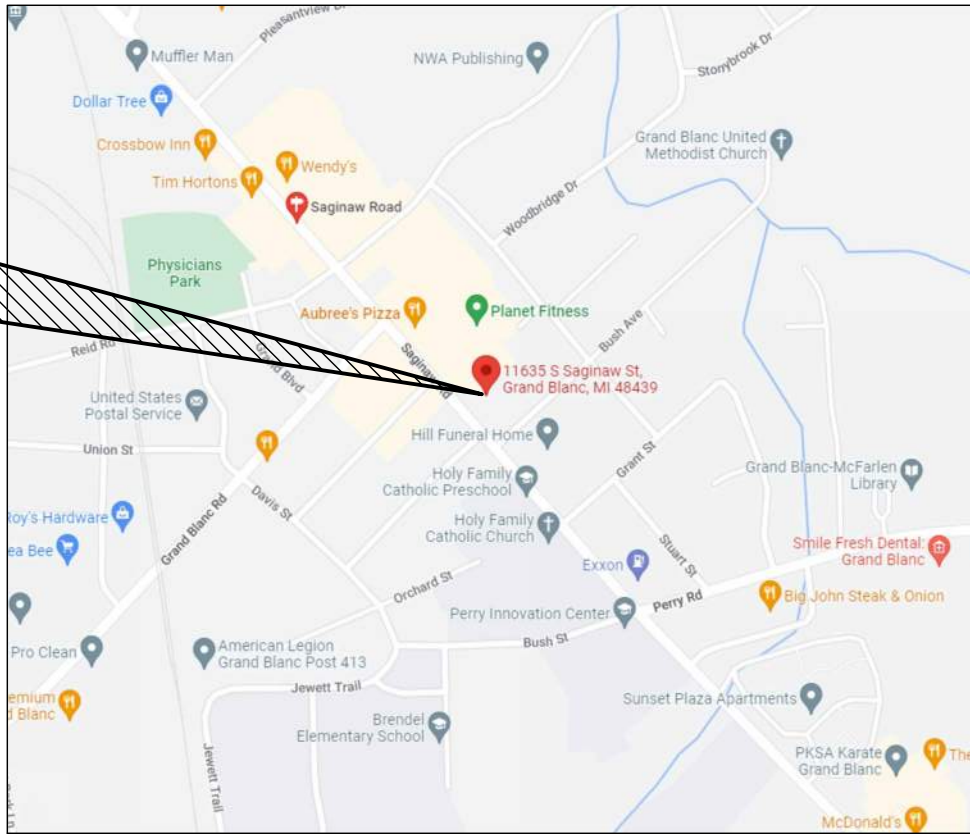 Pleasantview
NWA Publishing
Stonybrook Dr
Muffler Man
Dollar Tree
Crossbow Inn
Wendy's
Tim Hortons
Saginaw Road
Grand Blanc United
Methodist Church
Woodbridge Dr
Physicians
Park
Aubree's Pizza
Planet Fitness
Bush Ave
Reid Rd
Grand Blvd
Saginaw Rd
11635 S Saginaw St,
Grand Blanc, MI 48439
United States
Postal Service
Union St
Hill Funeral Home
Grant St
Holy Family
Catholic Preschool
Grand Blanc-McFarlen
Library
Davis St
Grand Blanc Rd
Roy's Hardware
ea Bee
Holy Family
Catholic Church
Stuart St
Smile Fresh Dental:
Grand Blanc
Exxon
Orchard St
Perry Innovation Center
Perry Rd
Big John Steak & Onion
Bush St
Pro Clean
American Legion
Grand Blanc Post 413
Jewett Trail
emium
d Blanc
Sunset Plaza Apartments
Brendel
Elementary School
Jewett Trail
PKSA Karate
Grand Blanc
The
McDonald's